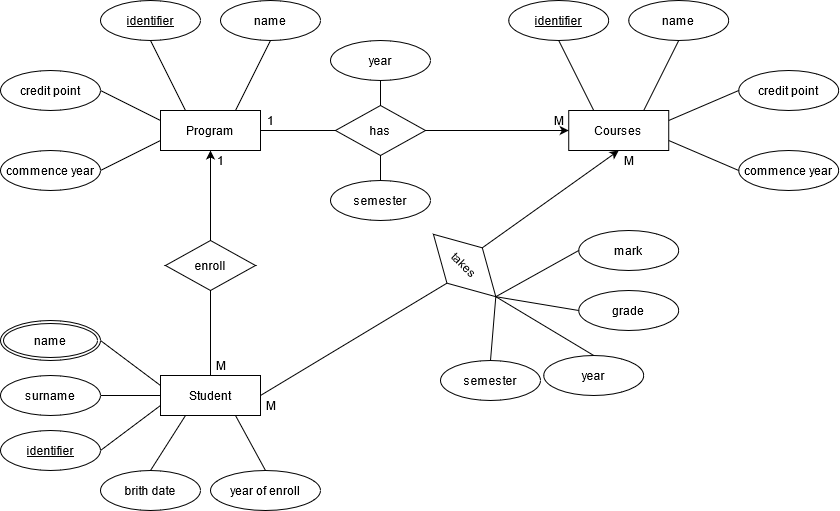 identifier
name
identifier
name
year
credit point
credit point
Program
1
has
M
Courses
1
M
commence year
commence year
semester
enroll
takes
mark
grade
name
M
year
semester
surname
Student
M
identifier
brith date
year of enroll